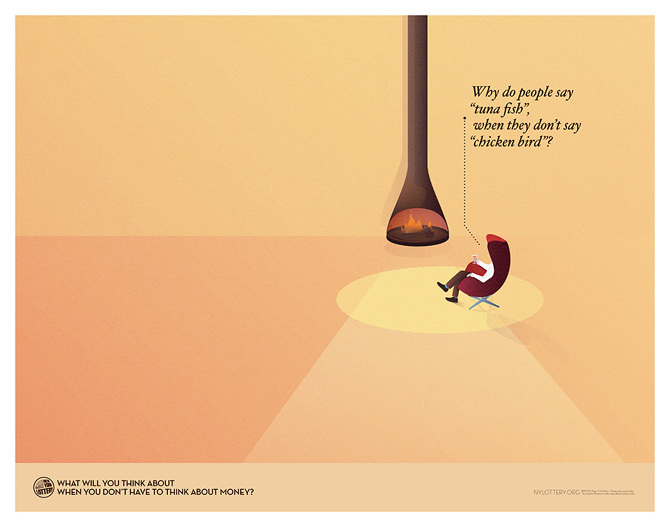 Why do people say
“tuna fish”,
when they don’t say
“chicken bird”?
WHAT WILL YOU THINK ABOUT
WHEN YOU DON’T HAVE TO THINK ABOUT MONEY?
NYLOTTERY.ORG